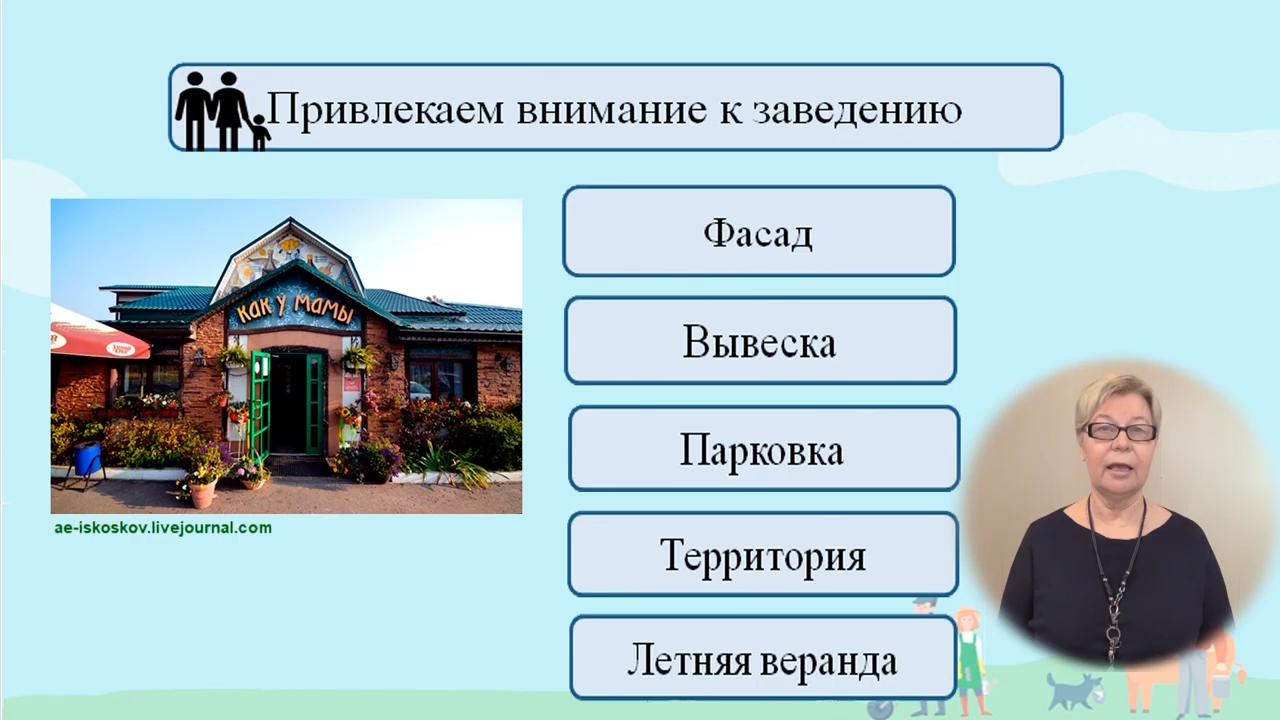 Привлекаем внимание к заведению
Фасад
как у мамы
Вывеска
Парковка
ae-iskoskov.livejournal.com
Территория
Летняя веранда